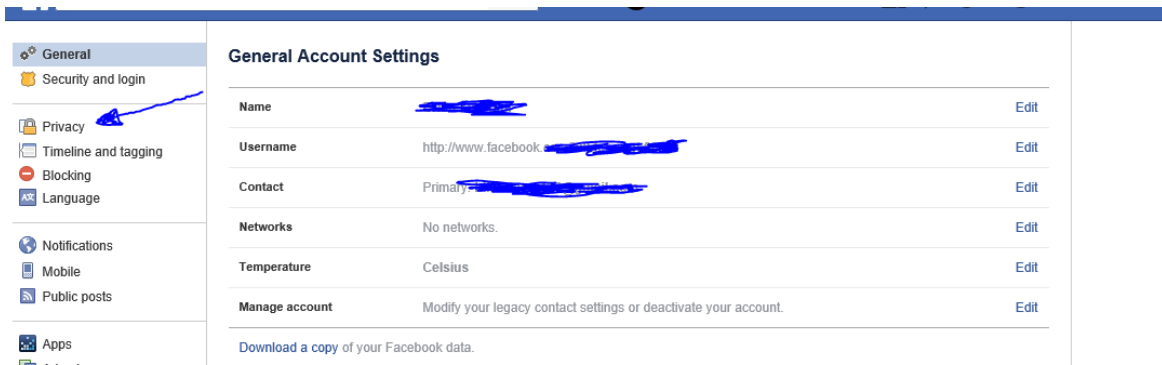 General
Security and login
Privacy
Timeline and tagging
Blocking
Language
Notifications
Mobile
Public posts
Apps
General Account Settings
Name Edit
Username http://www.facebook. Edit
Contact Primary: Edit
Networks No networks. Edit
Temperature Celsius Edit
Manage account Modify your legacy contact settings or deactivate your account. Edit
Download a copy of your Facebook data.